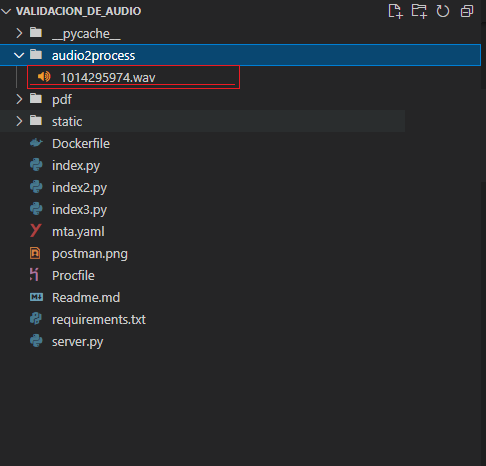 VALIDACION_DE_AUDIO
__pycache__
audio2process
1014295974.wav
pdf
static
Dockerfile
index.py
index2.py
index3.py
mta.yaml
postman.png
Procfile
Readme.md
requirements.txt
server.py